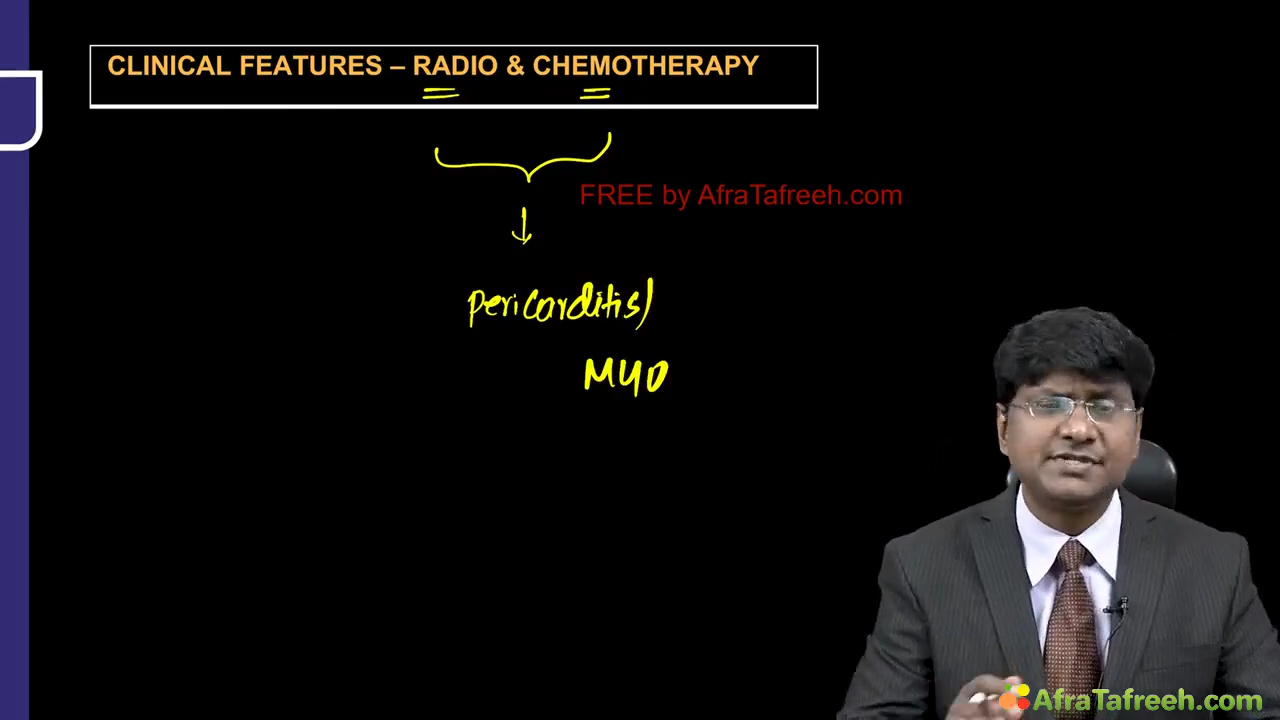 CLINICAL FEATURES – RADIO & CHEMOTHERAPY
FREE by AfraTafreeh.com
pericarditis)
MYO
AfraTafreeh.com